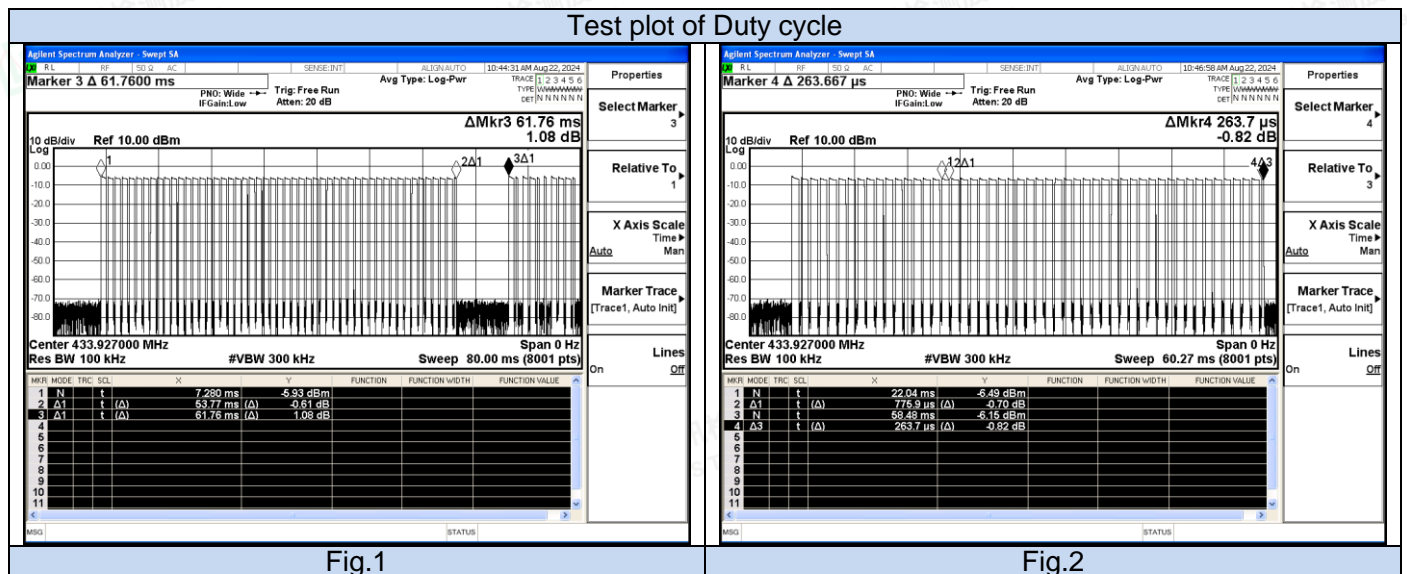 Test plot of Duty cycle
Agilent Spectrum Analyzer - Swept SA
RL RF 50 Ω AC SENSE:INT ALIGN AUTO 10:44:31 AM Aug 22, 2024
Marker 3 Δ 61.7600 ms
PNO: Wide
IFGain:Low
Trig: Free Run
Atten: 20 dB
Avg Type: Log-Pwr
TRACE 1 2 3 4 5 6
TYPE
DET N N N N N N
ΔMkr3 61.76 ms
1.08 dB
10 dB/div Ref 10.00 dBm
Log
1
2Δ1
3Δ1
0.00
-10.0
-20.0
-30.0
-40.0
-50.0
-60.0
-70.0
-80.0
Center 433.927000 MHz Span 0 Hz
Res BW 100 kHz #VBW 300 kHz Sweep 80.00 ms (8001 pts)
MKR MODE TRC SCL X Y FUNCTION FUNCTION WIDTH FUNCTION VALUE
1 N t 7.280 ms -5.93 dBm
2 Δ1 t (Δ) 53.77 ms (Δ) -0.61 dB
3 Δ1 t (Δ) 61.76 ms (Δ) 1.08 dB
4
5
6
7
8
9
10
11
MSG STATUS
Properties
Select Marker
3
Relative To
1
X Axis Scale
Time
Auto Man
Marker Trace
[Trace1, Auto Init]
Lines
On Off
Fig.1
Agilent Spectrum Analyzer - Swept SA
RL RF 50 Ω AC SENSE:INT ALIGN AUTO 10:46:58 AM Aug 22, 2024
Marker 4 Δ 263.667 µs
PNO: Wide
IFGain:Low
Trig: Free Run
Atten: 20 dB
Avg Type: Log-Pwr
TRACE 1 2 3 4 5 6
TYPE
DET N N N N N N
ΔMkr4 263.7 µs
-0.82 dB
10 dB/div Ref 10.00 dBm
Log
1 2Δ1
4Δ3
0.00
-10.0
-20.0
-30.0
-40.0
-50.0
-60.0
-70.0
-80.0
Center 433.927000 MHz Span 0 Hz
Res BW 100 kHz #VBW 300 kHz Sweep 60.27 ms (8001 pts)
MKR MODE TRC SCL X Y FUNCTION FUNCTION WIDTH FUNCTION VALUE
1 N t 22.04 ms -6.49 dBm
2 Δ1 t (Δ) 775.9 µs (Δ) -0.70 dB
3 N t 58.48 ms -6.15 dBm
4 Δ3 t (Δ) 263.7 µs (Δ) -0.82 dB
5
6
7
8
9
10
11
MSG STATUS
Properties
Select Marker
4
Relative To
3
X Axis Scale
Time
Auto Man
Marker Trace
[Trace1, Auto Init]
Lines
On Off
Fig.2